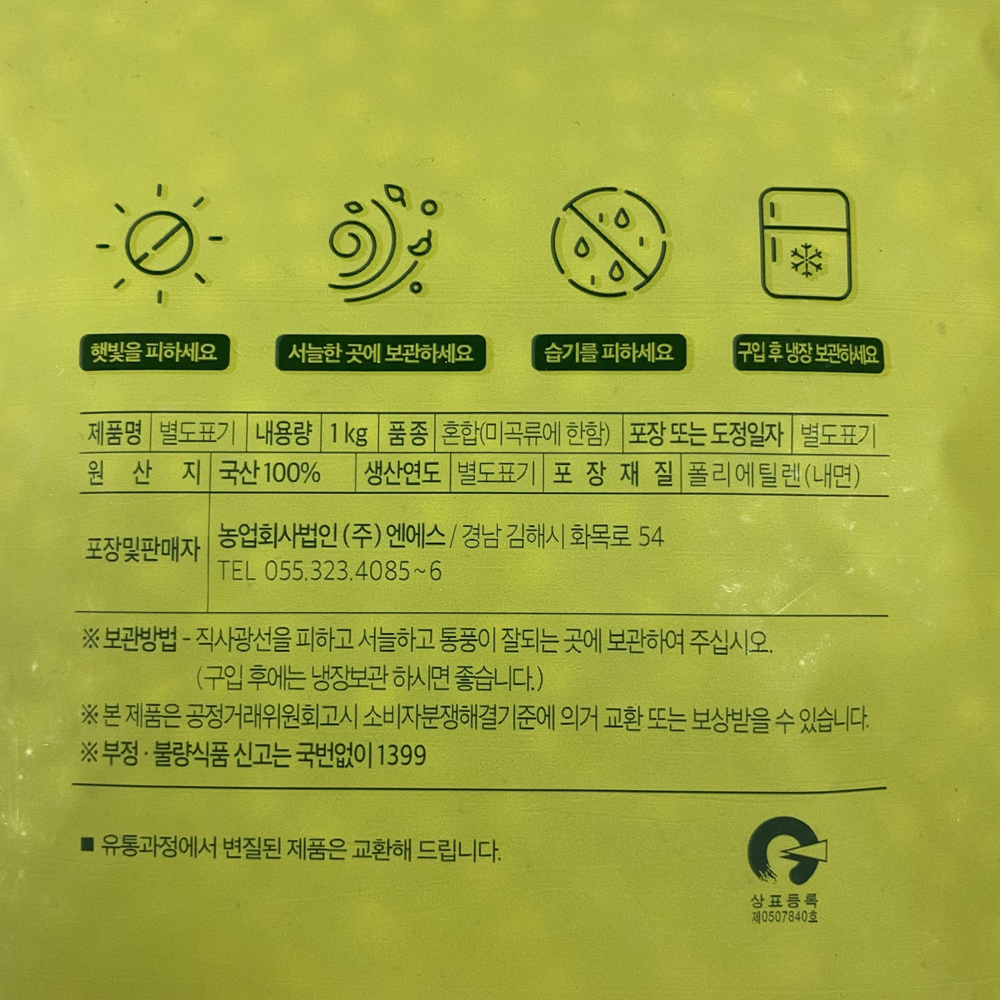 햇빛을 피하세요
서늘한 곳에 보관하세요
습기를 피하세요
구입 후 냉장 보관하세요
제품명 별도표기 내용량 1kg 품종 혼합(미곡류에 한함) 포장 또는 도정일자 별도표기
원 산 지 국산100% 생산연도 별도표기 포 장 재 질 폴리에틸렌(내면)
포장및판매자 농업회사법인 (주) 엔에스 / 경남 김해시 화목로 54
TEL 055.323.4085~6
※보관방법 - 직사광선을 피하고 서늘하고 통풍이 잘되는 곳에 보관하여 주십시오.
(구입 후에는 냉장보관 하시면 좋습니다.)
※본 제품은 공정거래위원회고시 소비자분쟁해결기준에 의거 교환 또는 보상받을 수 있습니다.
※부정·불량식품 신고는 국번없이 1399
■ 유통과정에서 변질된 제품은 교환해 드립니다.
상표등록
제0507840호